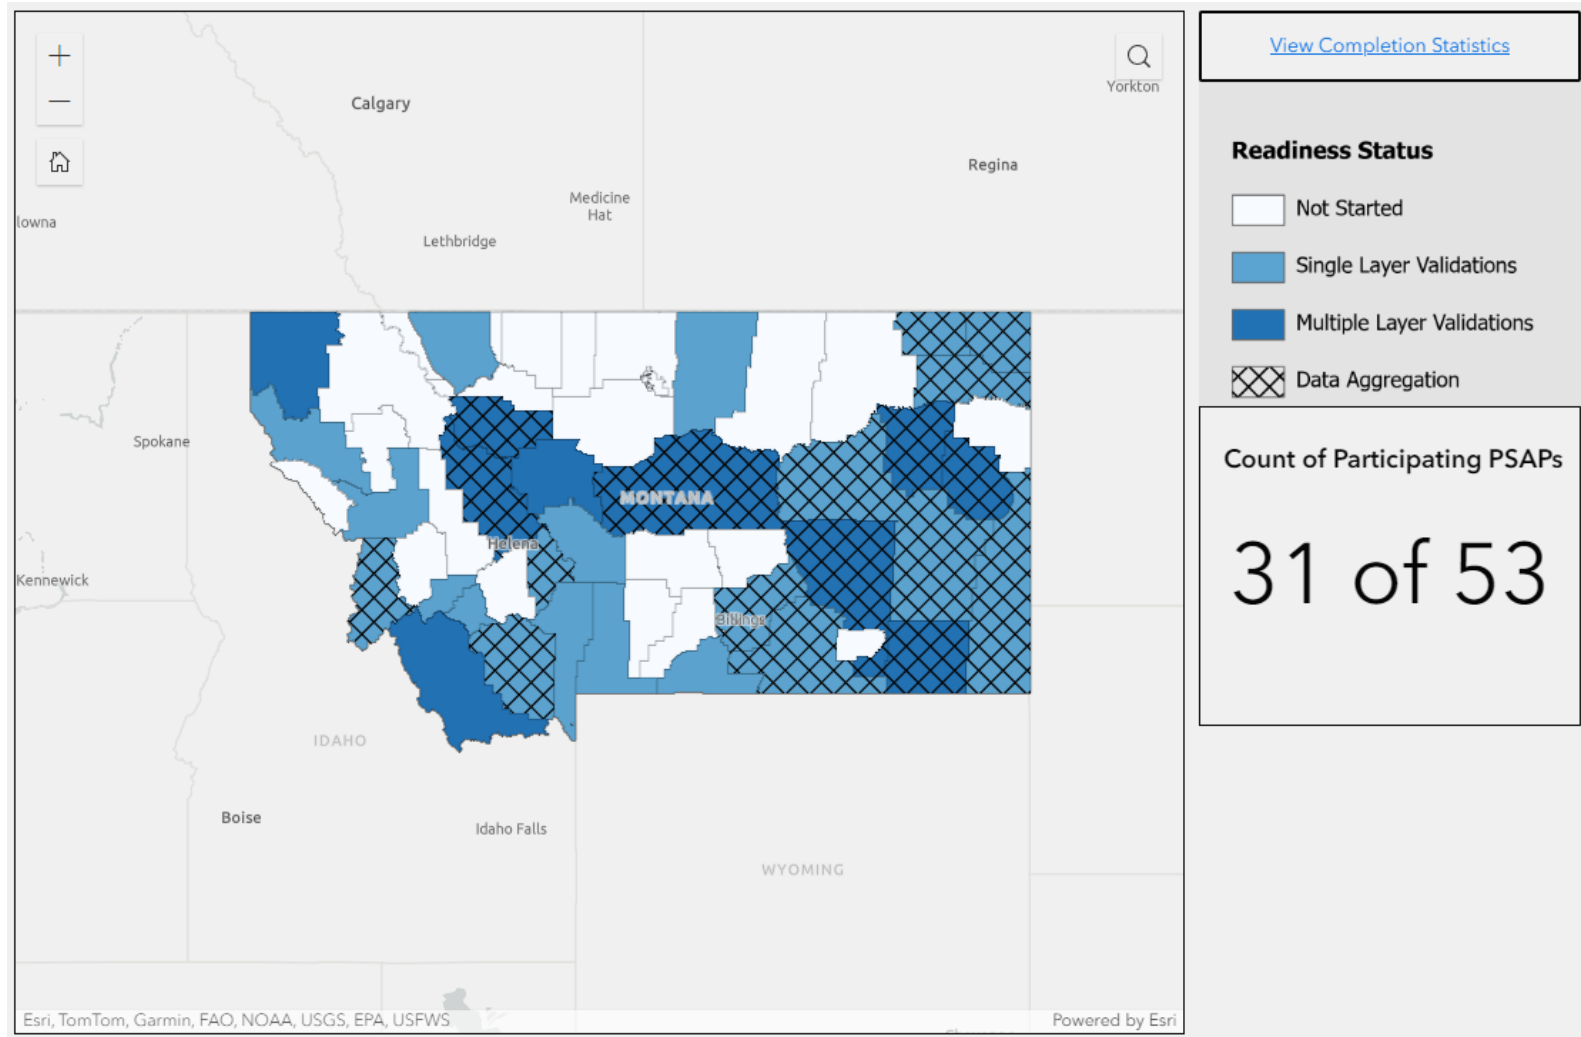 View Completion Statistics
Calgary
Yorkton
Regina
Medicine
Hat
lowna
Lethbridge
Readiness Status
Not Started
Single Layer Validations
Multiple Layer Validations
Data Aggregation
Spokane
MONTANA
Helena
Kennewick
Billings
Count of Participating PSAPs
31 of 53
IDAHO
Boise
Idaho Falls
WYOMING
Esri, TomTom, Garmin, FAO, NOAA, USGS, EPA, USFWS
Powered by Esri